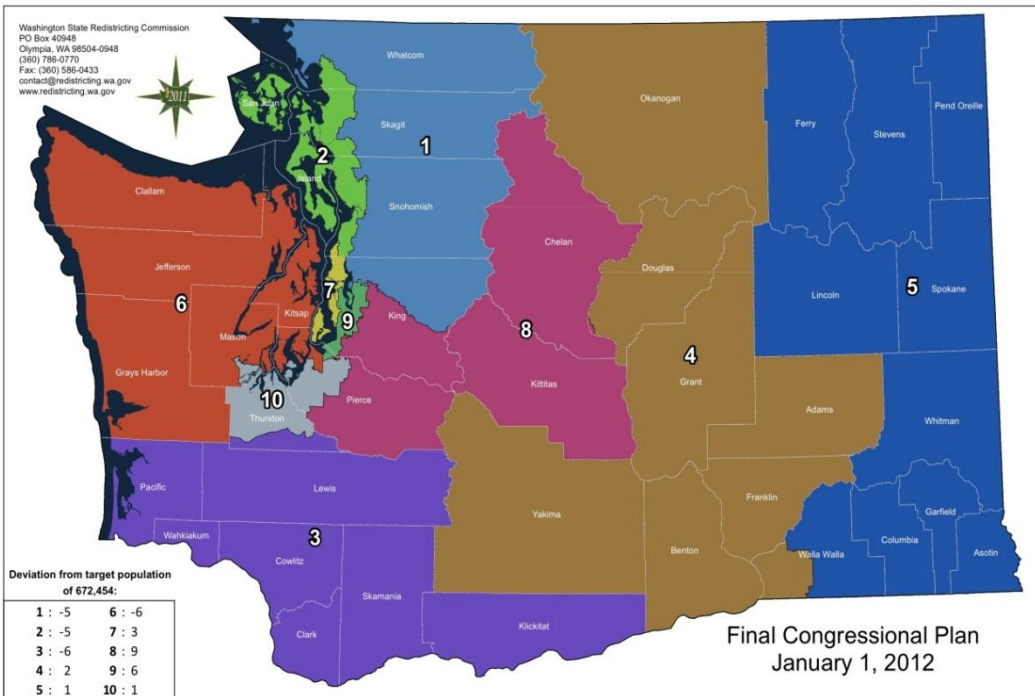 Washington State Redistricting Commission
PO Box 40948
Olympia, WA 98504-0948
(360) 786-0770
Fax: (360) 586-0433
contact@redistricting.wa.gov
www.redistricting.wa.gov
2011
Whatcom
Okanogan
Pend Oreille
San Juan
Ferry
Stevens
Skagit
1
2
Island
Clallam
Snohomish
Chelan
Jefferson
Douglas
7
Lincoln
5
Spokane
6
Kitsap
9
King
8
Mason
4
Grays Harbor
Grant
Kittitas
10
Pierce
Adams
Thurston
Whitman
Pacific
Lewis
Franklin
Yakima
Garfield
Wahkiakum
3
Benton
Walla Walla
Columbia
Asotin
Cowlitz
Deviation from target population
of 672,454:
1 : -5 6 : -6
2 : -5 7 : 3
3 : -6 8 : 9
4 : 2 9 : 6
5 : 1 10 : 1
Skamania
Klickitat
Clark
Final Congressional Plan
January 1, 2012